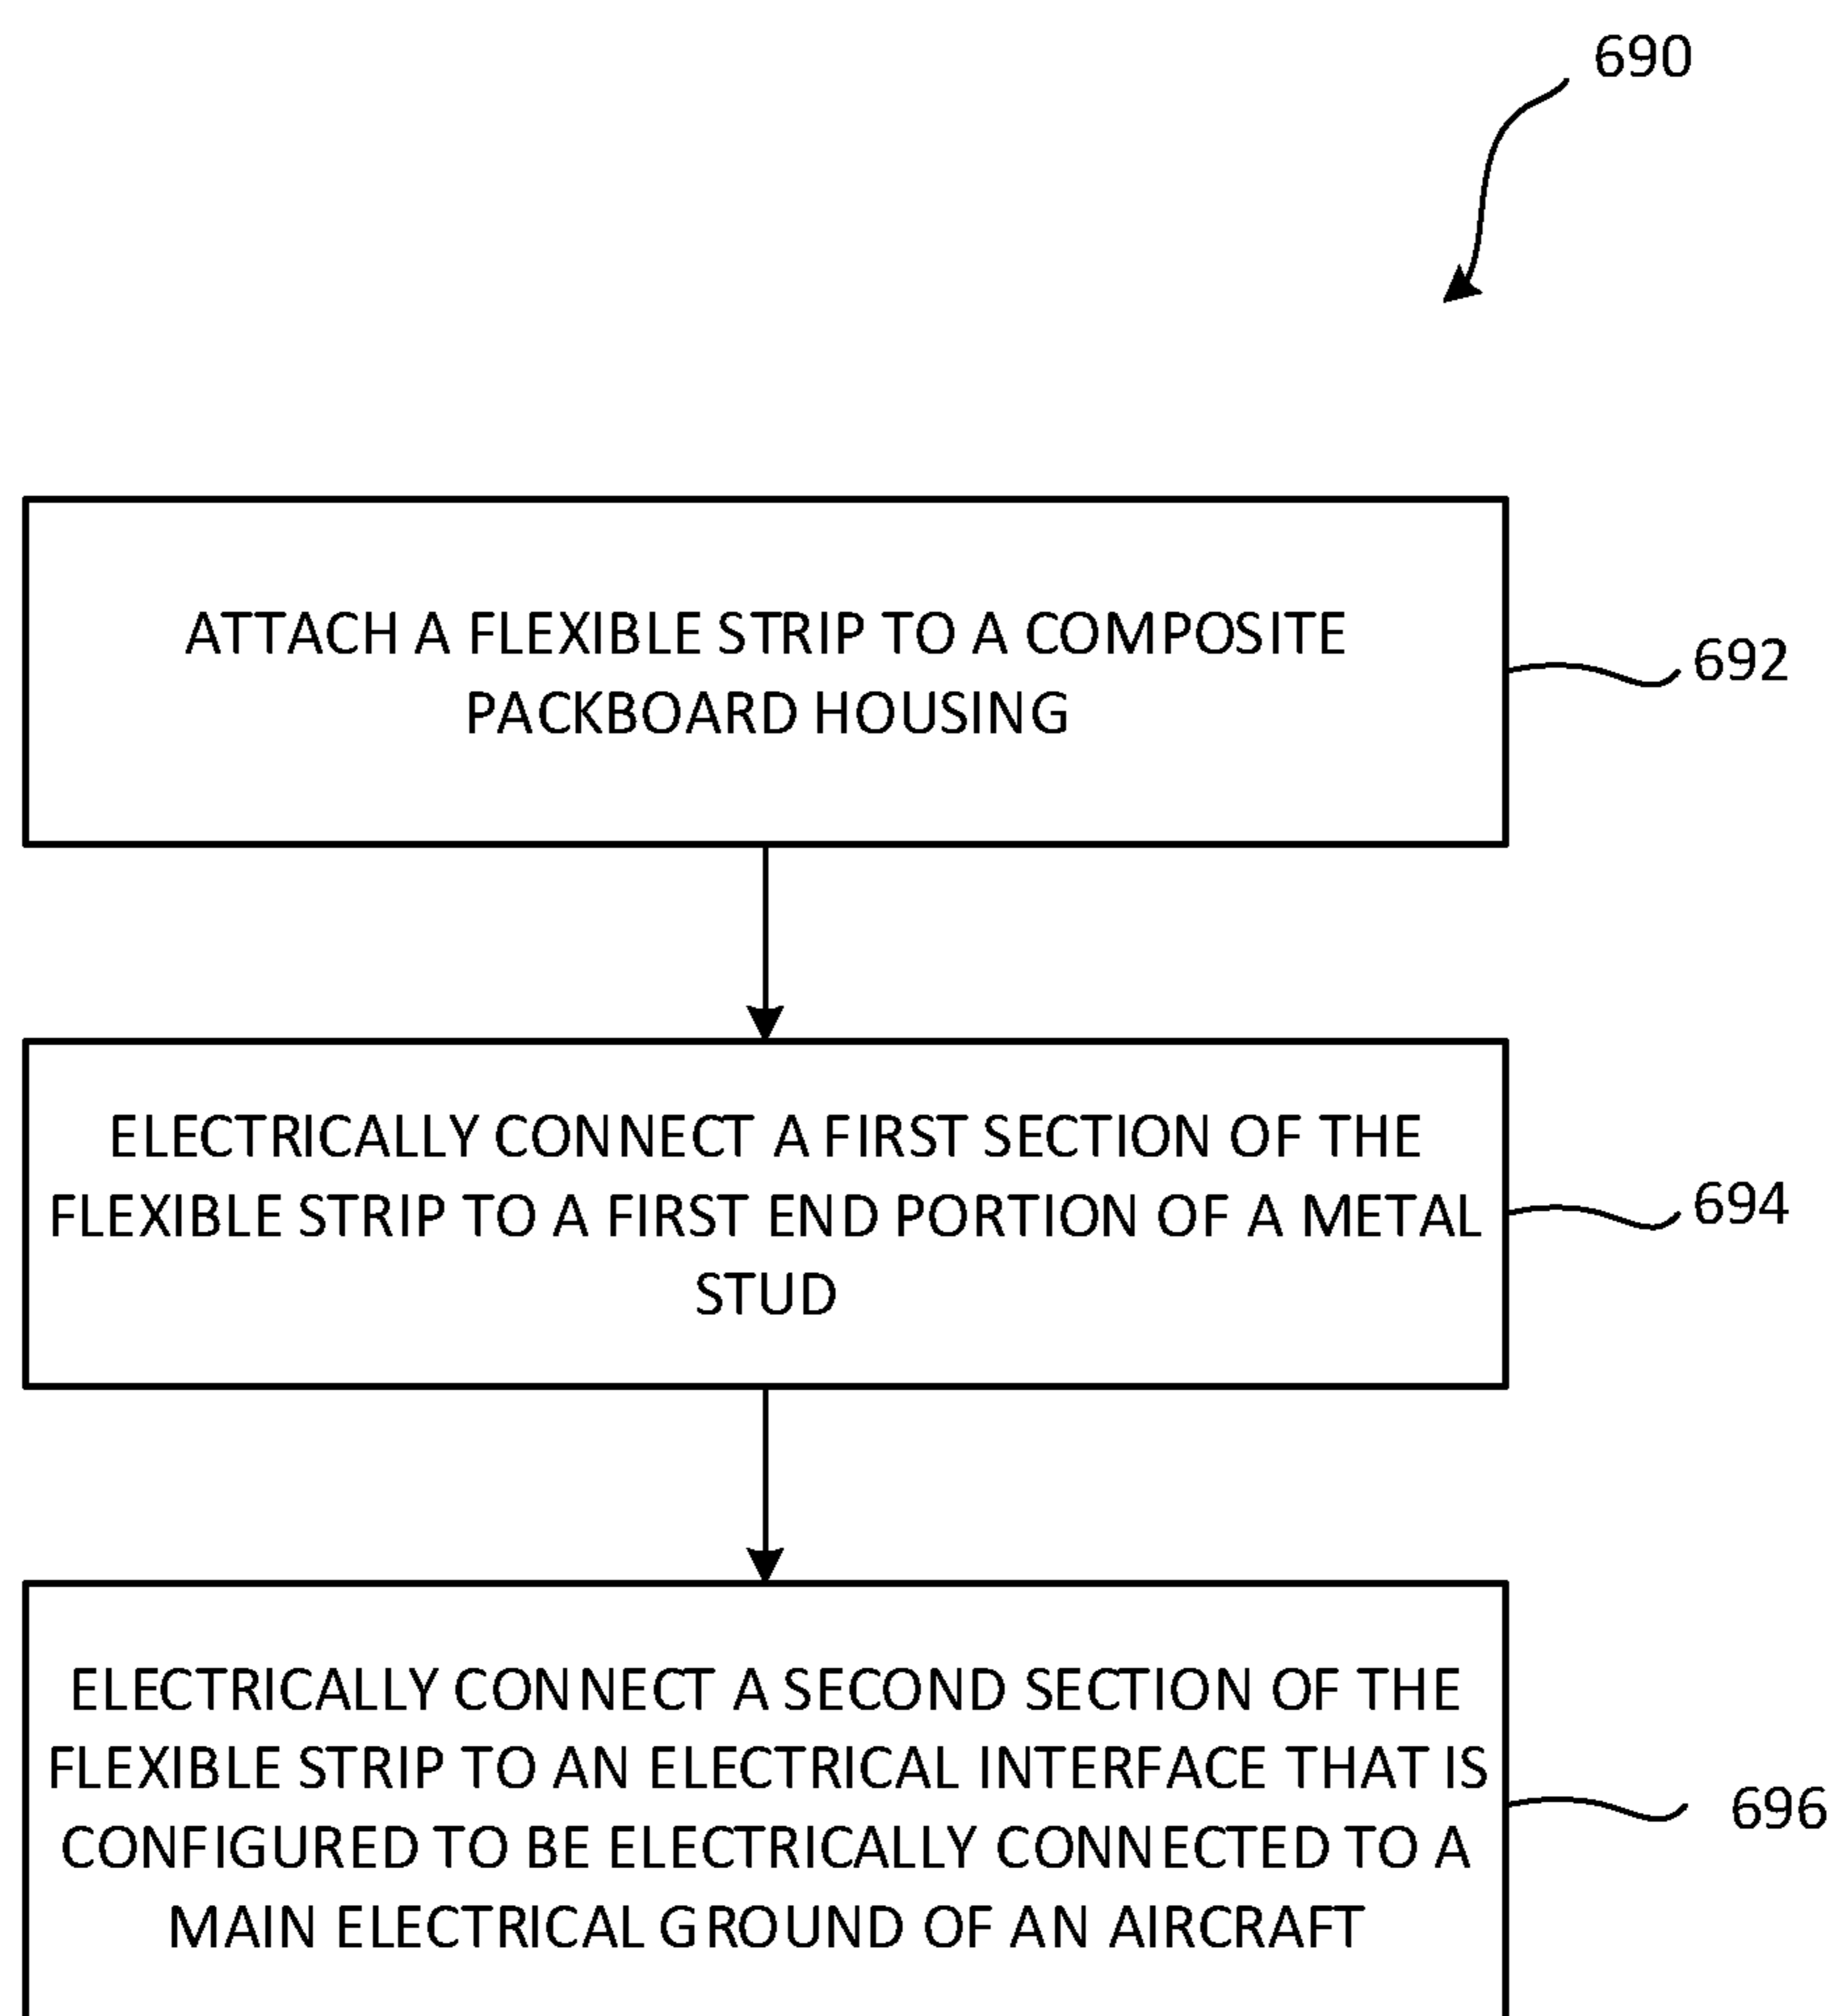 690
ATTACH A FLEXIBLE STRIP TO A COMPOSITE
PACKBOARD HOUSING
692
ELECTRICALLY CONNECT A FIRST SECTION OF THE
FLEXIBLE STRIP TO A FIRST END PORTION OF A METAL
STUD
694
ELECTRICALLY CONNECT A SECOND SECTION OF THE
FLEXIBLE STRIP TO AN ELECTRICAL INTERFACE THAT IS
CONFIGURED TO BE ELECTRICALLY CONNECTED TO A
MAIN ELECTRICAL GROUND OF AN AIRCRAFT
696